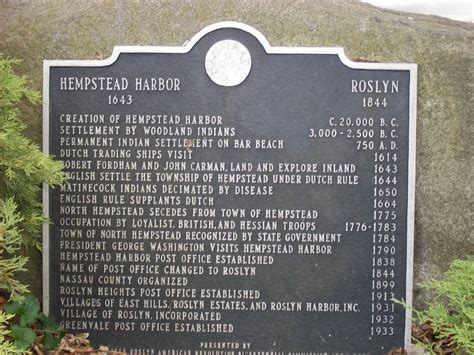 HEMPSTEAD HARBOR ROSLYN
1643 1844
CREATION OF HEMPSTEAD HARBOR C. 20,000 B.C.
SETTLEMENT BY WOODLAND INDIANS 3,000-2,500 B.C.
PERMANENT INDIAN SETTLEMENT ON BAR BEACH 750 A.D.
DUTCH TRADING SHIPS VISIT 1614
ROBERT FORDHAM AND JOHN CARMAN, LAND AND EXPLORE INLAND 1643
ENGLISH SETTLE THE TOWNSHIP OF HEMPSTEAD UNDER DUTCH RULE 1644
MATINECOCK INDIANS DECIMATED BY DISEASE 1650
ENGLISH RULE SUPPLANTS DUTCH 1664
NORTH HEMPSTEAD SECEDES FROM TOWN OF HEMPSTEAD 1775
OCCUPATION BY LOYALIST, BRITISH, AND HESSIAN TROOPS 1776-1783
TOWN OF NORTH HEMPSTEAD RECOGNIZED BY STATE GOVERNMENT 1784
PRESIDENT GEORGE WASHINGTON VISITS HEMPSTEAD HARBOR 1790
HEMPSTEAD HARBOR POST OFFICE ESTABLISHED 1838
NAME OF POST OFFICE CHANGED TO ROSLYN 1844
NASSAU COUNTY ORGANIZED 1899
ROSLYN HEIGHTS POST OFFICE ESTABLISHED 1913
VILLAGES OF EAST HILLS, ROSLYN ESTATES, AND ROSLYN HARBOR, INC. 1931
VILLAGE OF ROSLYN, INCORPORATED 1932
GREENVALE POST OFFICE ESTABLISHED 1933
PRESENTED BY
ROSLYN AMERICAN REVOLUTION BICENTENNIAL COMMISSION